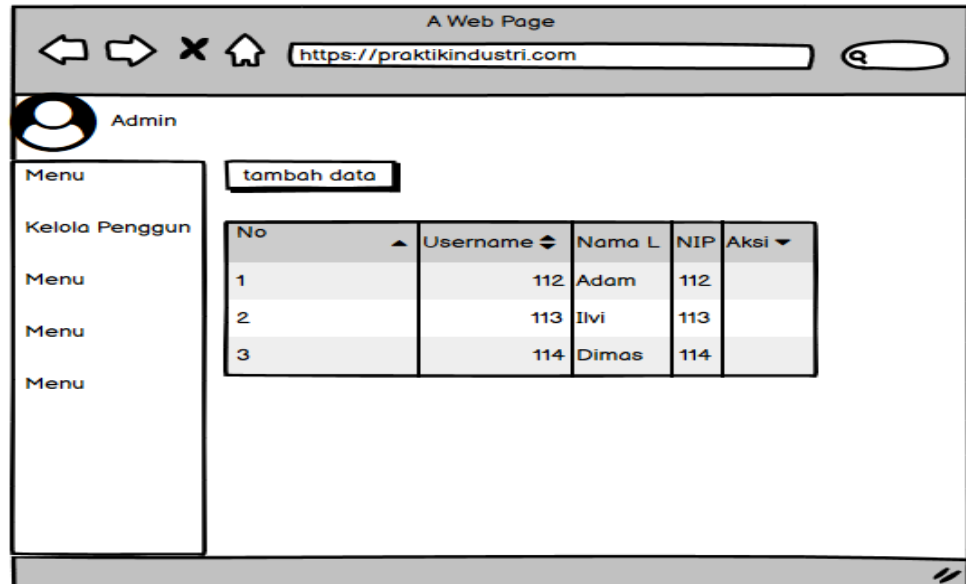 A Web Page
https://praktikindustri.com
Admin
Menu
tambah data
Kelola Penggun
Menu
Menu
Menu
No Username Nama L NIP Aksi
1 112 Adam 112
2 113 Ilvi 113
3 114 Dimas 114